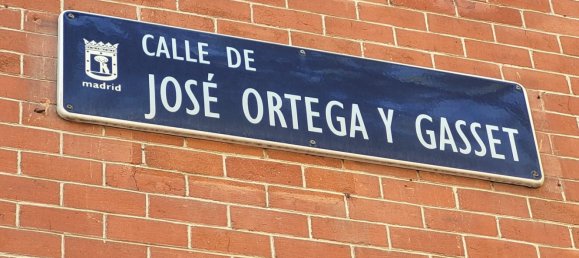 CALLE DE
JOSÉ ORTEGA Y GASSET
madrid